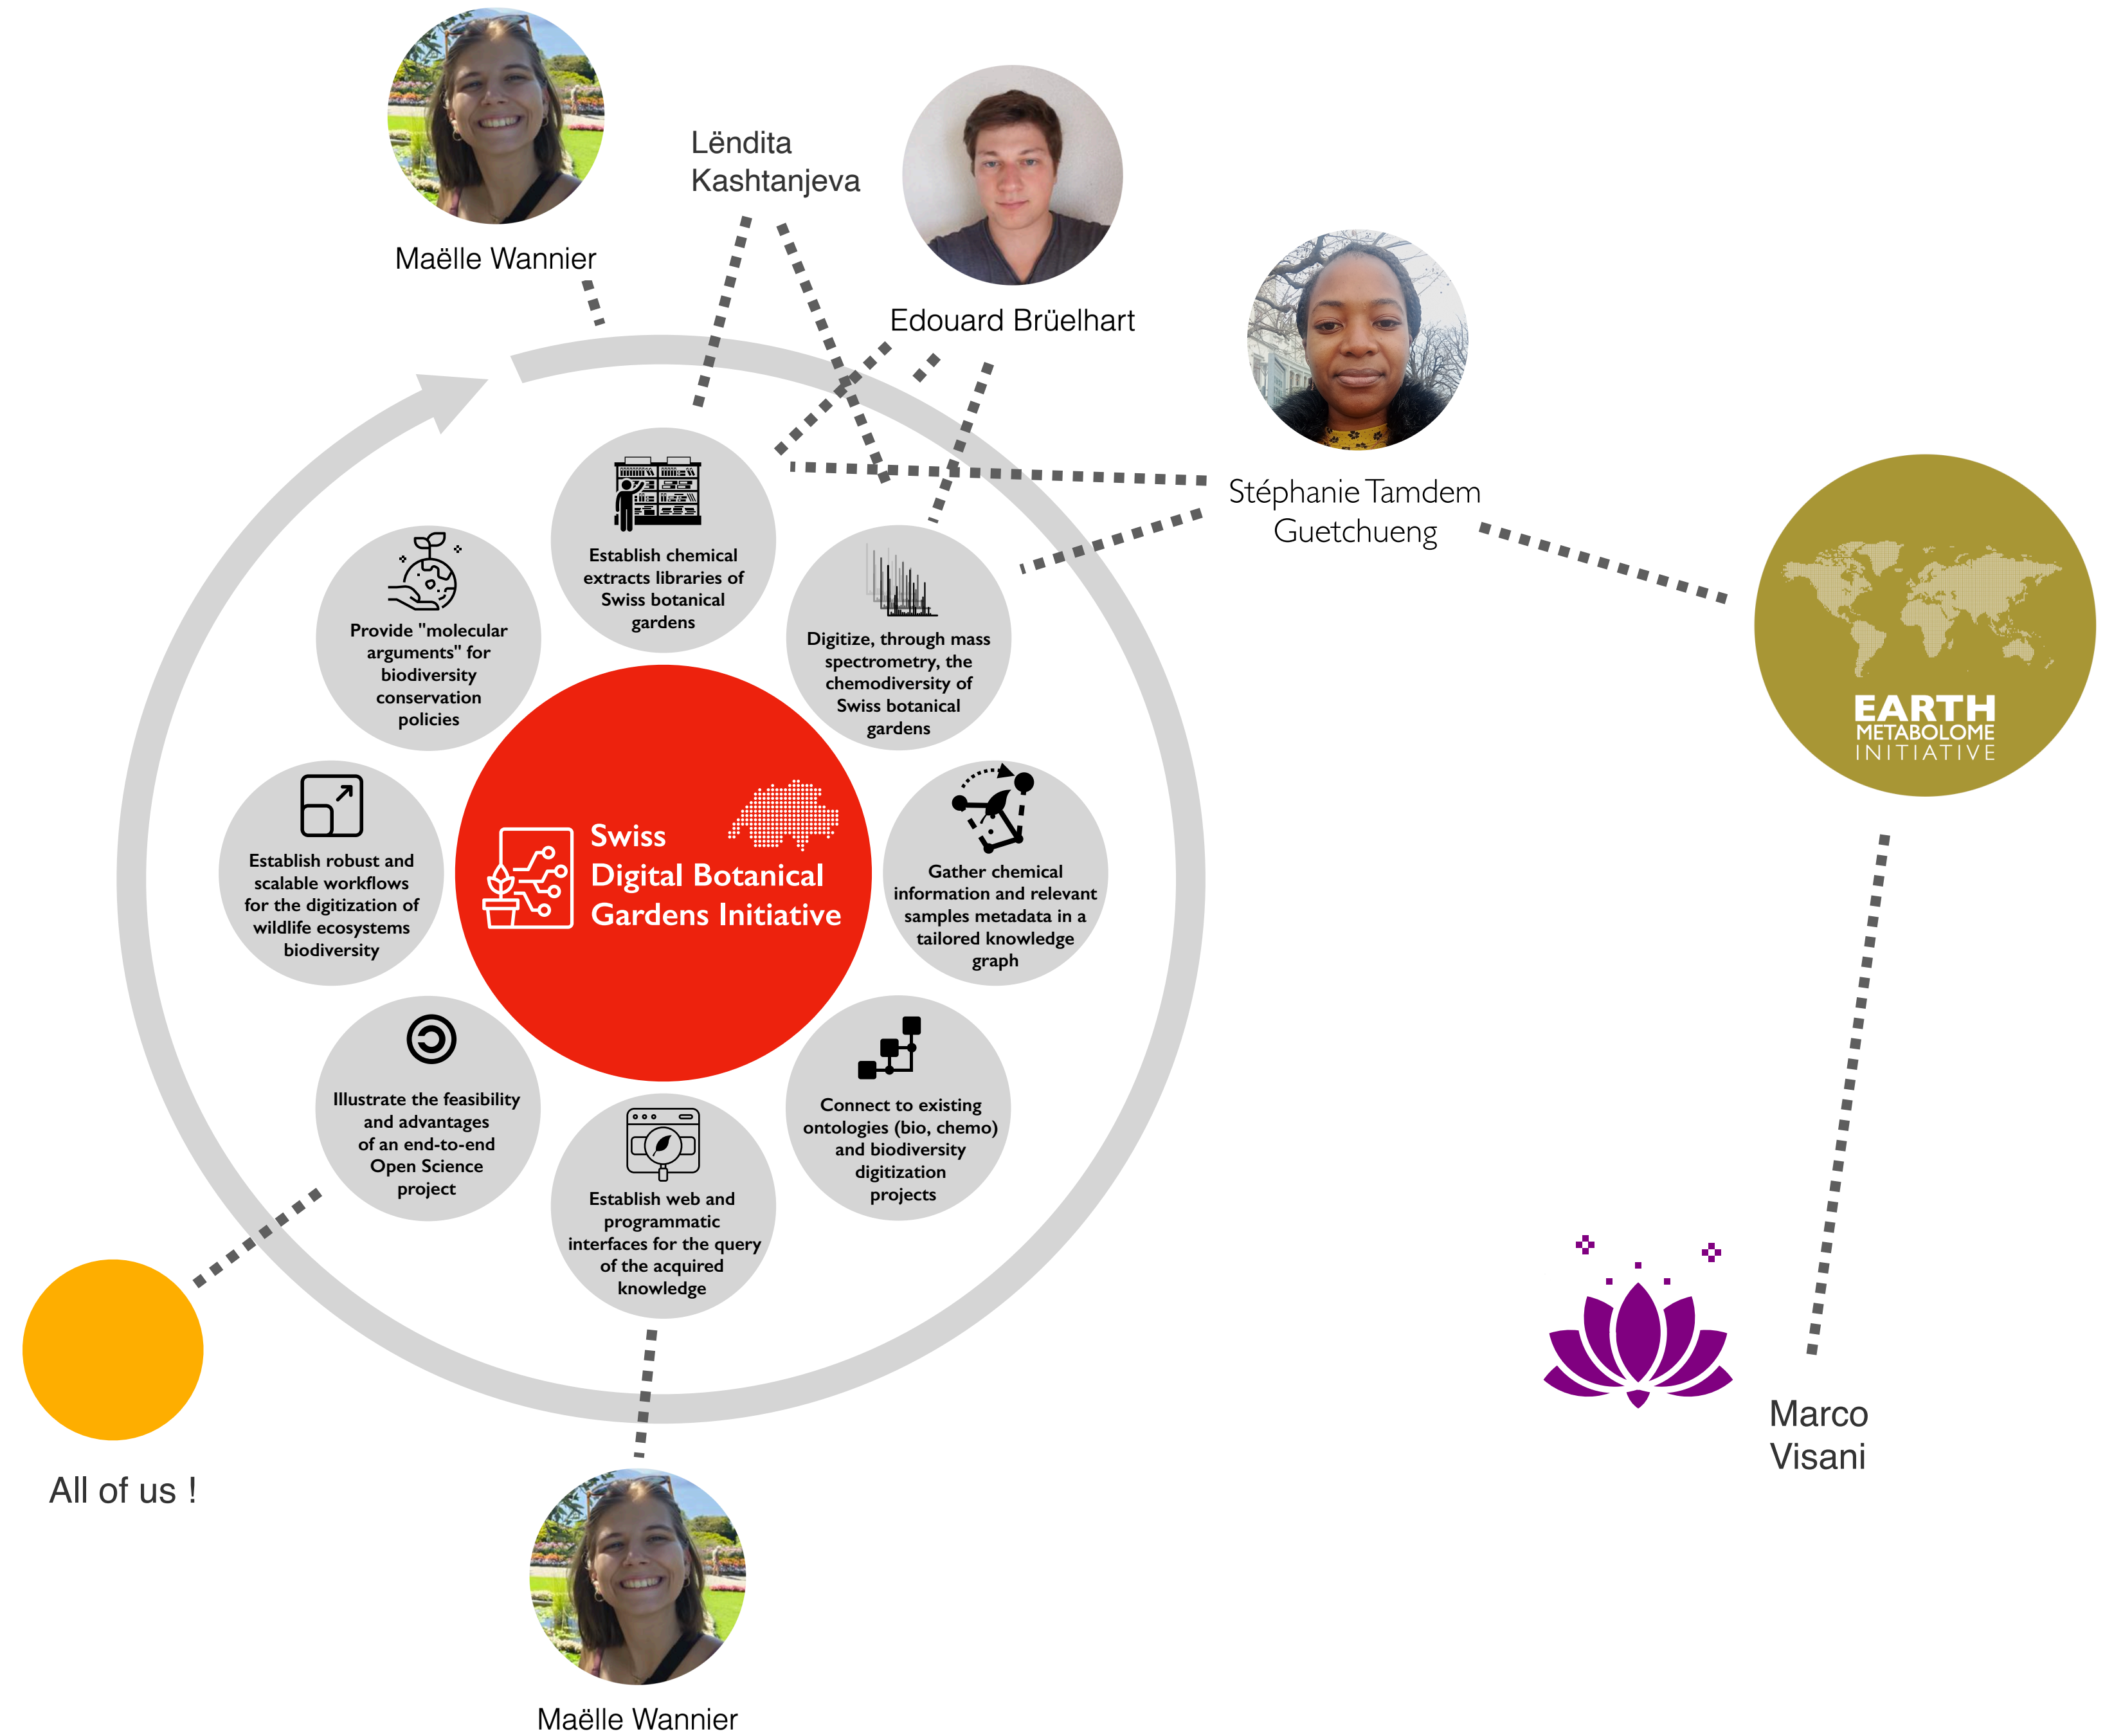 Maëlle Wannier
Lëndita
Kashtanjeva
Edouard Brüelhart
Stéphanie Tamdem
Guetchueng
EARTH
METABOLOME
INITIATIVE
Marco
Visani
Establish chemical
extracts libraries of
Swiss botanical
gardens
Digitize, through mass
spectrometry, the
chemodiversity of
Swiss botanical
gardens
Gather chemical
information and relevant
samples metadata in a
tailored knowledge
graph
Connect to existing
ontologies (bio, chemo)
and biodiversity
digitization
projects
Establish web and
programmatic
interfaces for the query
of the acquired
knowledge
Illustrate the feasibility
and advantages
of an end-to-end
Open Science
project
Establish robust and
scalable workflows
for the digitization of
wildlife ecosystems
biodiversity
Provide "molecular
arguments" for
biodiversity
conservation
policies
Swiss
Digital Botanical
Gardens Initiative
All of us !
Maëlle Wannier